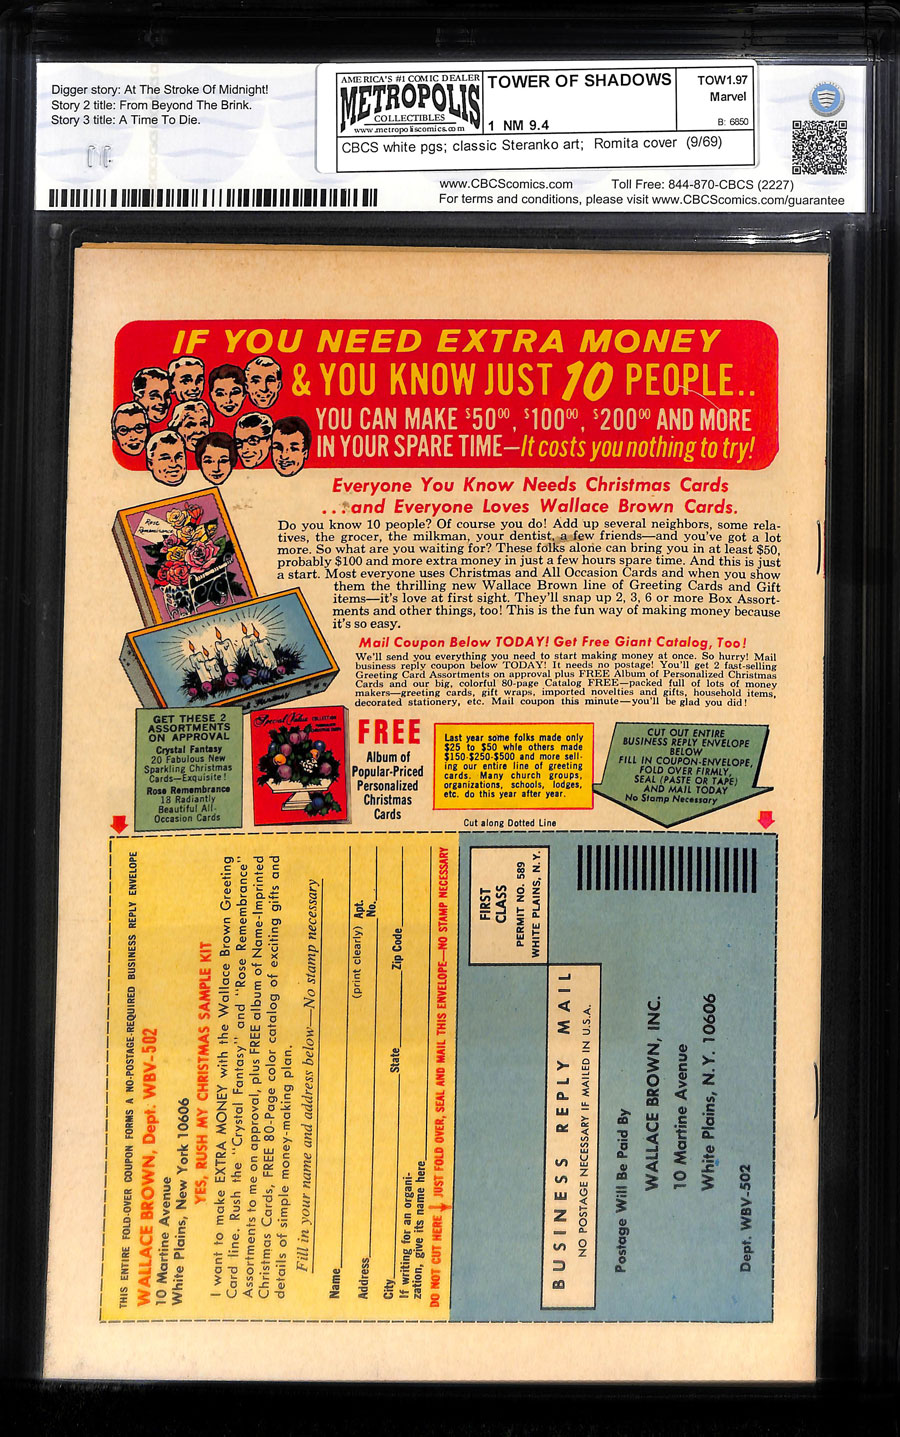 Digger story: At The Stroke Of Midnight!
Story 2 title: From Beyond The Brink.
Story 3 title: A Time To Die.
AMERICA'S #1 COMIC DEALER
METROPOLIS
COLLECTIBLES
www.metropoliscomics.com
TOWER OF SHADOWS
1 NM 9.4
TOW1.97
Marvel
B: 6850
CBCS white pgs; classic Steranko art; Romita cover (9/69)
www.CBCScomics.com Toll Free: 844-870-CBCS (2227)
For terms and conditions, please visit www.CBCScomics.com/guarantee
IF YOU NEED EXTRA MONEY
& YOU KNOW JUST 10 PEOPLE..
YOU CAN MAKE $5000, $10000, $20000 AND MORE
IN YOUR SPARE TIME—It costs you nothing to try!
Everyone You Know Needs Christmas Cards
...and Everyone Loves Wallace Brown Cards.
Do you know 10 people? Of course you do! Add up several neighbors, some rela-
tives, the grocer, the milkman, your dentist, a few friends—and you've got a lot
more. So what are you waiting for? These folks alone can bring you in at least $50,
probably $100 and more extra money in just a few hours spare time. And this is just
a start. Most everyone uses Christmas and All Occasion Cards and when you show
them the thrilling new Wallace Brown line of Greeting Cards and Gift
items—it's love at first sight. They'll snap up 2, 3, 6 or more Box Assort-
ments and other things, too! This is the fun way of making money because
it's so easy.
Rose
Remembrance
Mail Coupon Below TODAY! Get Free Giant Catalog, Too!
We'll send you everything you need to start making money at once. So hurry! Mail
business reply coupon below TODAY! It needs no postage! You'll get 2 fast-selling
Greeting Card Assortments on approval plus FREE Album of Personalized Christmas
Cards and our big, colorful 80-page Catalog FREE—packed full of lots of money
makers—greeting cards, gift wraps, imported novelties and gifts, household items,
decorated stationery, etc. Mail coupon this minute—you'll be glad you did!
GET THESE 2
ASSORTMENTS
ON APPROVAL
Crystal Fantasy
20 Fabulous New
Sparkling Christmas
Cards—Exquisite!
Rose Remembrance
18 Radiantly
Beautiful All-
Occasion Cards
Special Value
FREE
Album of
Popular-Priced
Personalized
Christmas
Cards
Last year some folks made only
$25 to $50 while others made
$150-$250-$500 and more sell-
ing our entire line of greeting
cards. Many church groups,
organizations, schools, lodges,
etc. do this year after year.
CUT OUT ENTIRE
BUSINESS REPLY ENVELOPE
BELOW
FILL IN COUPON-ENVELOPE,
FOLD OVER FIRMLY,
SEAL (PASTE OR TAPE)
AND MAIL TODAY
No Stamp Necessary
Cut along Dotted Line
THIS ENTIRE FOLD-OVER COUPON FORMS A NO-POSTAGE-REQUIRED BUSINESS REPLY ENVELOPE
WALLACE BROWN, Dept. WBV-502
10 Martine Avenue
White Plains, New York 10606
YES, RUSH MY CHRISTMAS SAMPLE KIT
I want to make EXTRA MONEY with the Wallace Brown Greeting
Card line. Rush the "Crystal Fantasy" and "Rose Remembrance"
Assortments to me on approval, plus FREE album of Name-Imprinted
Christmas Cards, FREE 80-Page color catalog of exciting gifts and
details of simple money-making plan.
Fill in your name and address below—No stamp necessary
Name
(print clearly)
Address Apt. No.
City State Zip Code
If writing for an organi-
zation, give its name here
DO NOT CUT HERE JUST FOLD OVER, SEAL AND MAIL THIS ENVELOPE—NO STAMP NECESSARY
FIRST
CLASS
PERMIT NO. 589
WHITE PLAINS, N.Y.
BUSINESS REPLY MAIL
NO POSTAGE NECESSARY IF MAILED IN U.S.A.
Postage Will Be Paid By
WALLACE BROWN, INC.
10 Martine Avenue
White Plains, N.Y. 10606
Dept. WBV-502